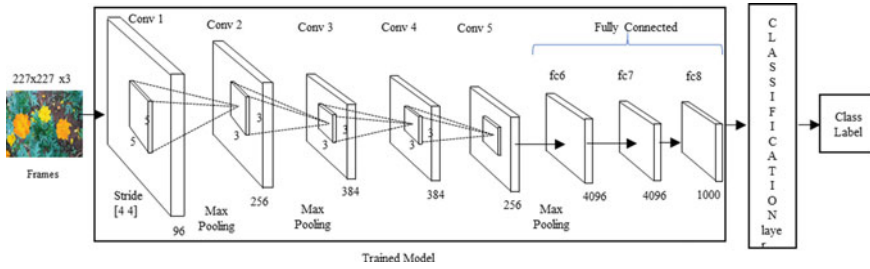 Conv 1 Conv 2 Conv 3 Conv 4 Conv 5 Fully Connected
227x227 x3
fc6 fc7 fc8
5 5 3 3 3 3 3 3
Frames
Stride
[4 4]
96
Max
Pooling
256
Max
Pooling
384
384
256
Max
Pooling
4096
4096
1000
Trained Model
C
L
A
S
S
I
F
I
C
A
T
I
O
N
laye
r
Class
Label